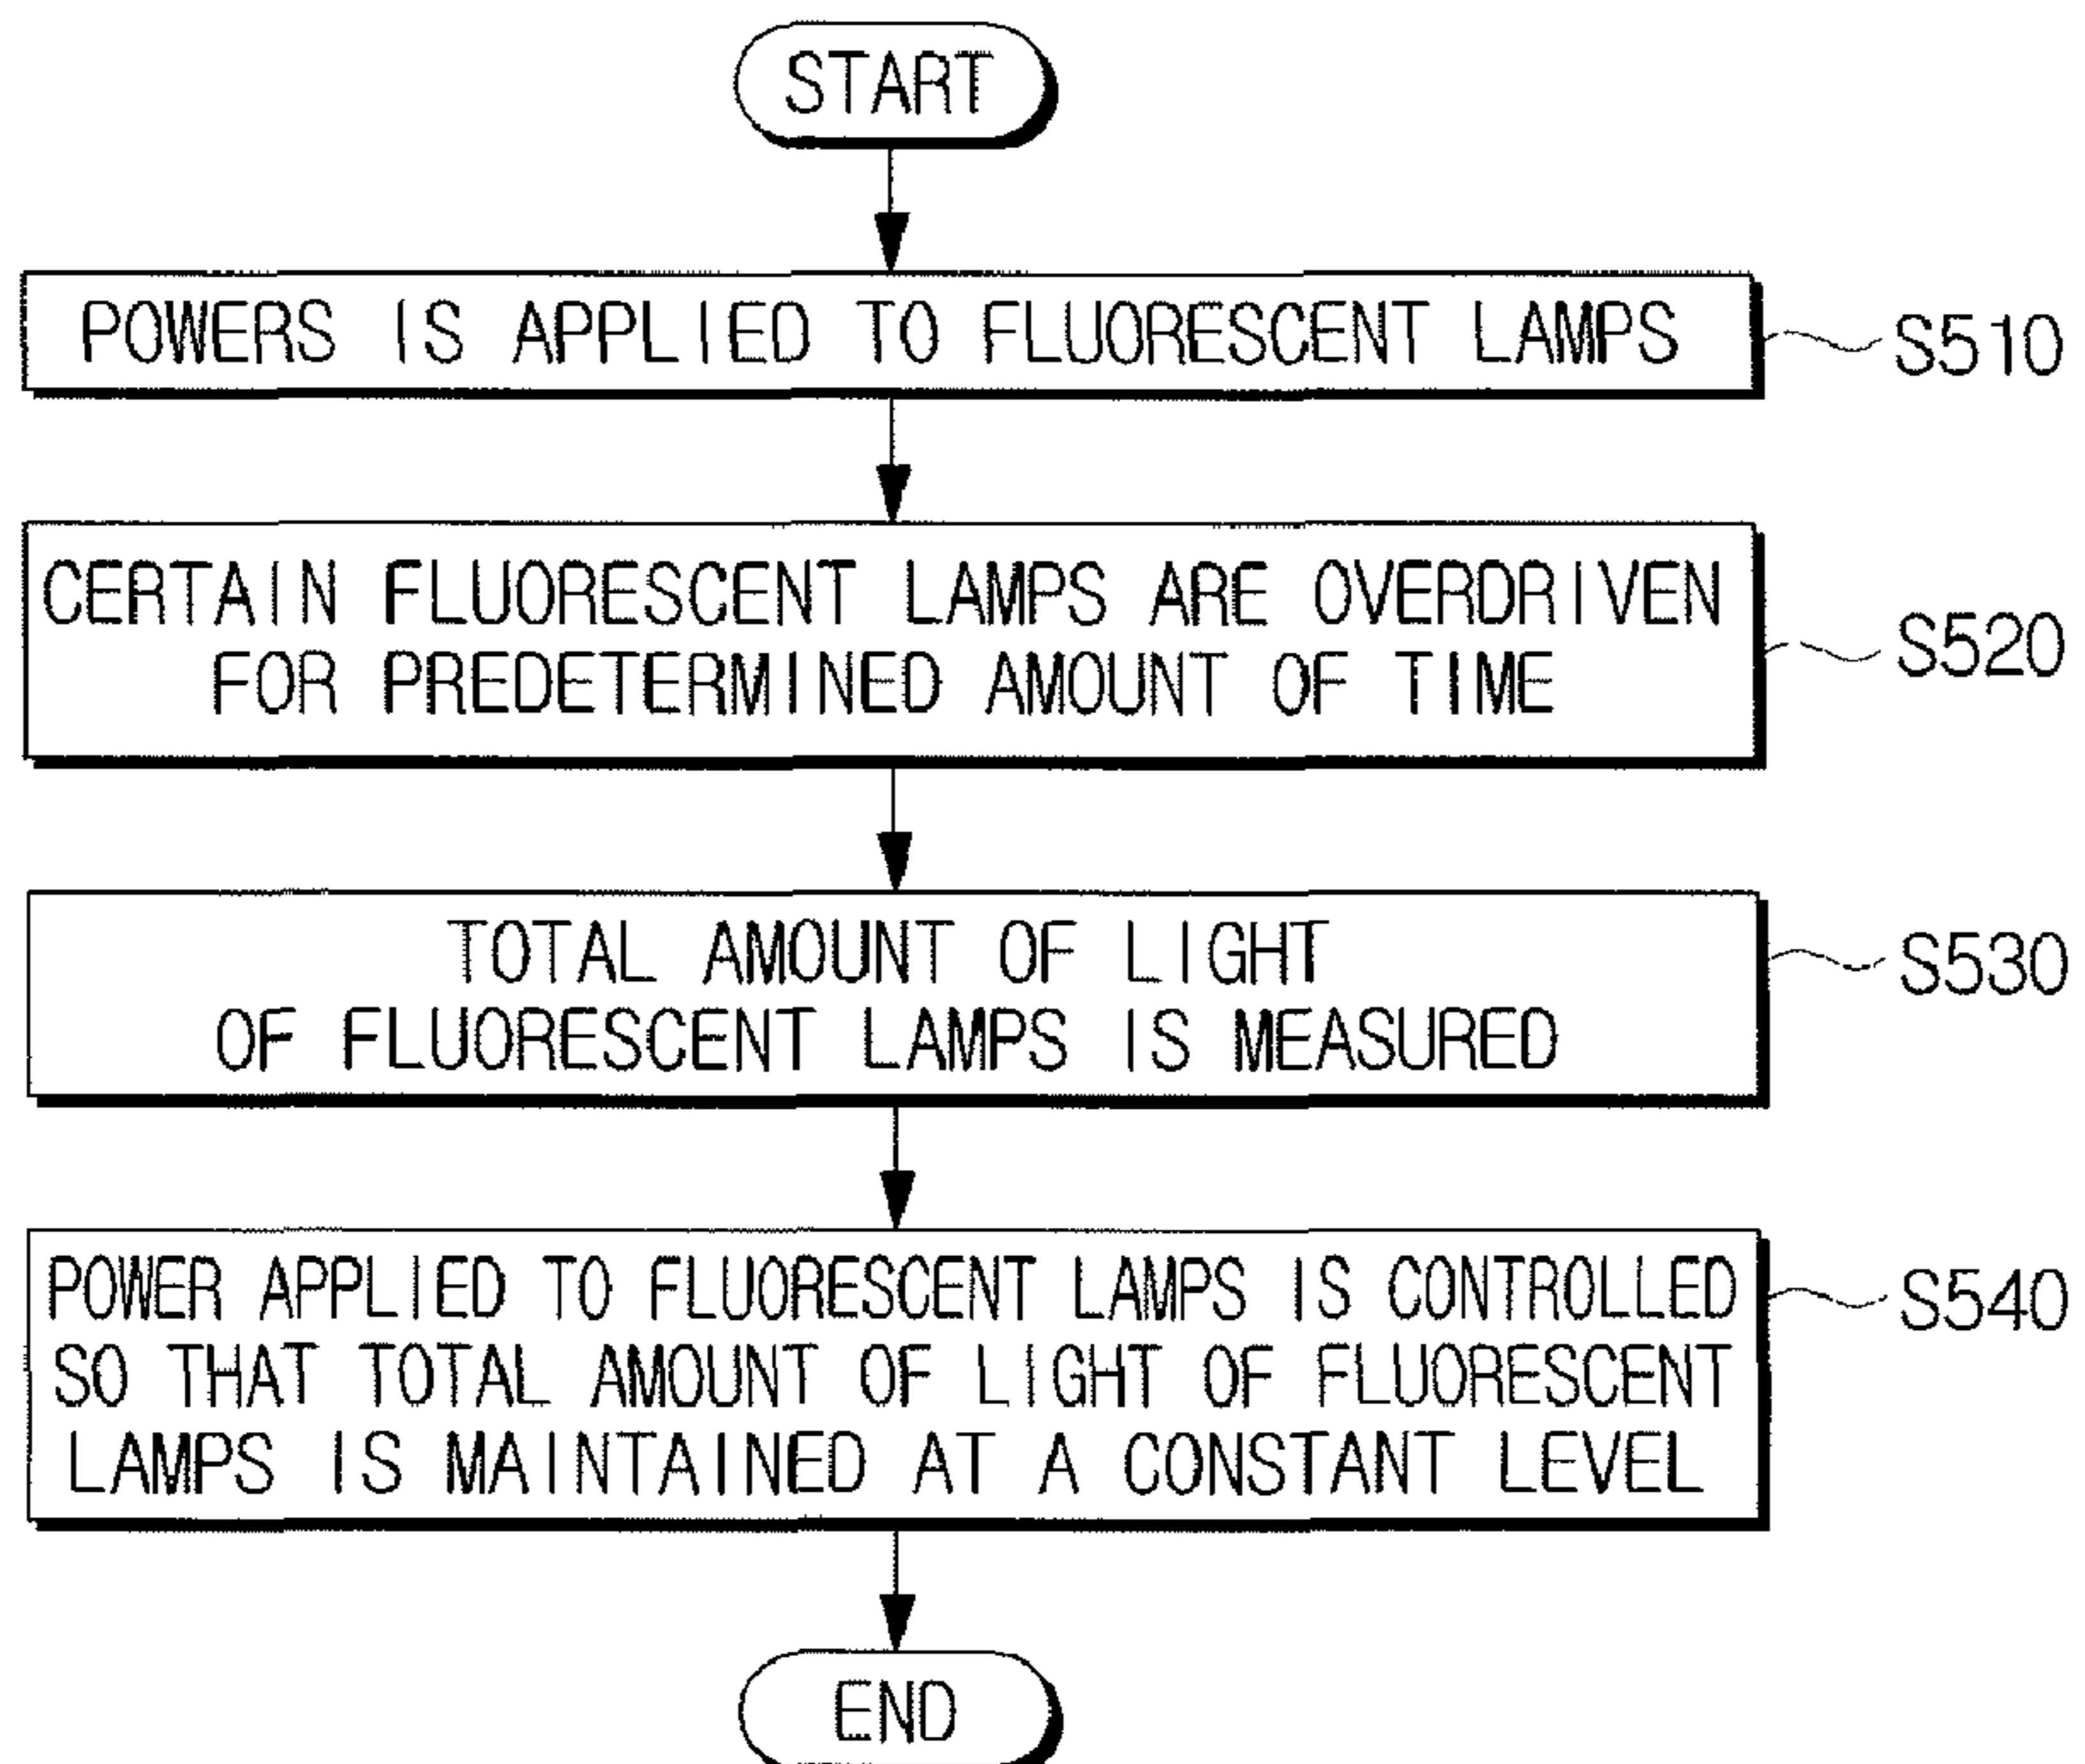 START
POWERS IS APPLIED TO FLUORESCENT LAMPS
S510
CERTAIN FLUORESCENT LAMPS ARE OVERDRIVEN
FOR PREDETERMINED AMOUNT OF TIME
S520
TOTAL AMOUNT OF LIGHT
OF FLUORESCENT LAMPS IS MEASURED
S530
POWER APPLIED TO FLUORESCENT LAMPS IS CONTROLLED
SO THAT TOTAL AMOUNT OF LIGHT OF FLUORESCENT
LAMPS IS MAINTAINED AT A CONSTANT LEVEL
S540
END